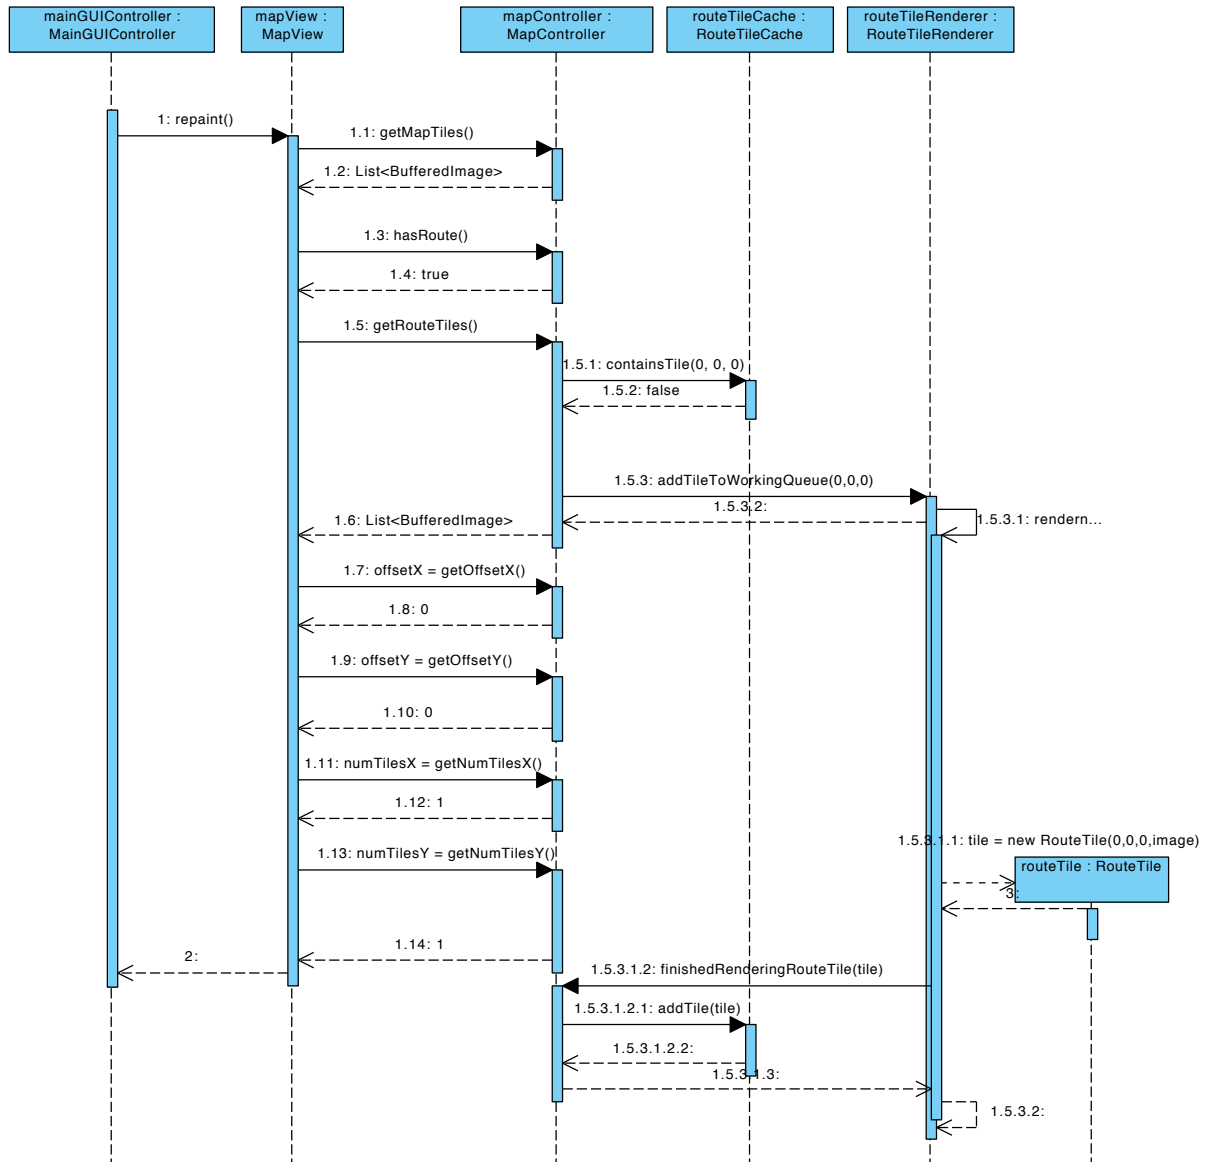 mainGUIController :
MainGUIController
mapView :
MapView
mapController :
MapController
routeTileCache :
RouteTileCache
routeTileRenderer :
RouteTileRenderer
1: repaint()
1.1: getMapTiles()
1.2: List<BufferedImage>
1.3: hasRoute()
1.4: true
1.5: getRouteTiles()
1.5.1: containsTile(0, 0, 0)
1.5.2: false
1.5.3: addTileToWorkingQueue(0,0,0)
1.5.3.2:
1.6: List<BufferedImage>
1.5.3.1: rendern...
1.7: offsetX = getOffsetX()
1.8: 0
1.9: offsetY = getOffsetY()
1.10: 0
1.11: numTilesX = getNumTilesX()
1.12: 1
1.13: numTilesY = getNumTilesY()
1.5.3.1.1: tile = new RouteTile(0,0,0,image)
routeTile : RouteTile
3:
1.14: 1
2:
1.5.3.1.2: finishedRenderingRouteTile(tile)
1.5.3.1.2.1: addTile(tile)
1.5.3.1.2.2:
1.5.3.1.3:
1.5.3.2: